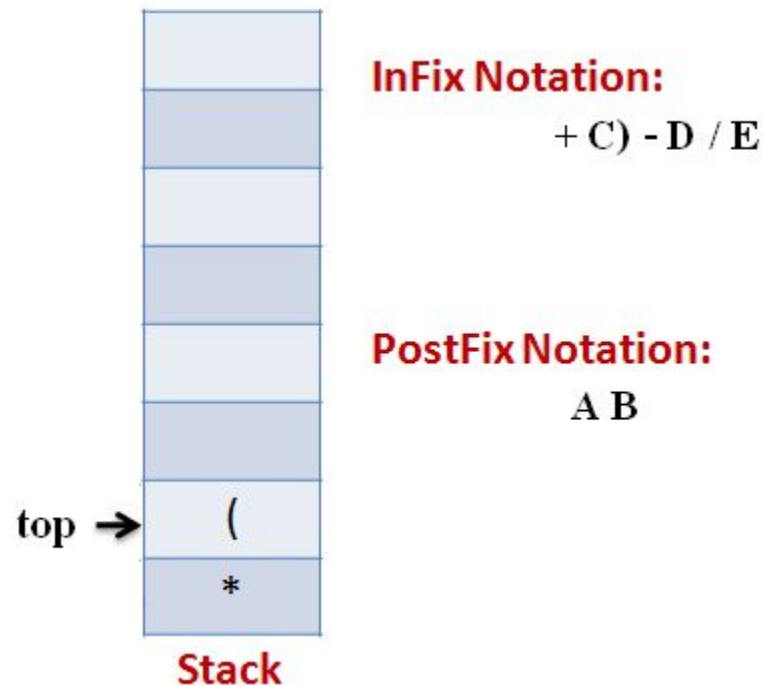 InFix Notation:
+ C) - D / E
PostFix Notation:
A B
top → (
*
Stack